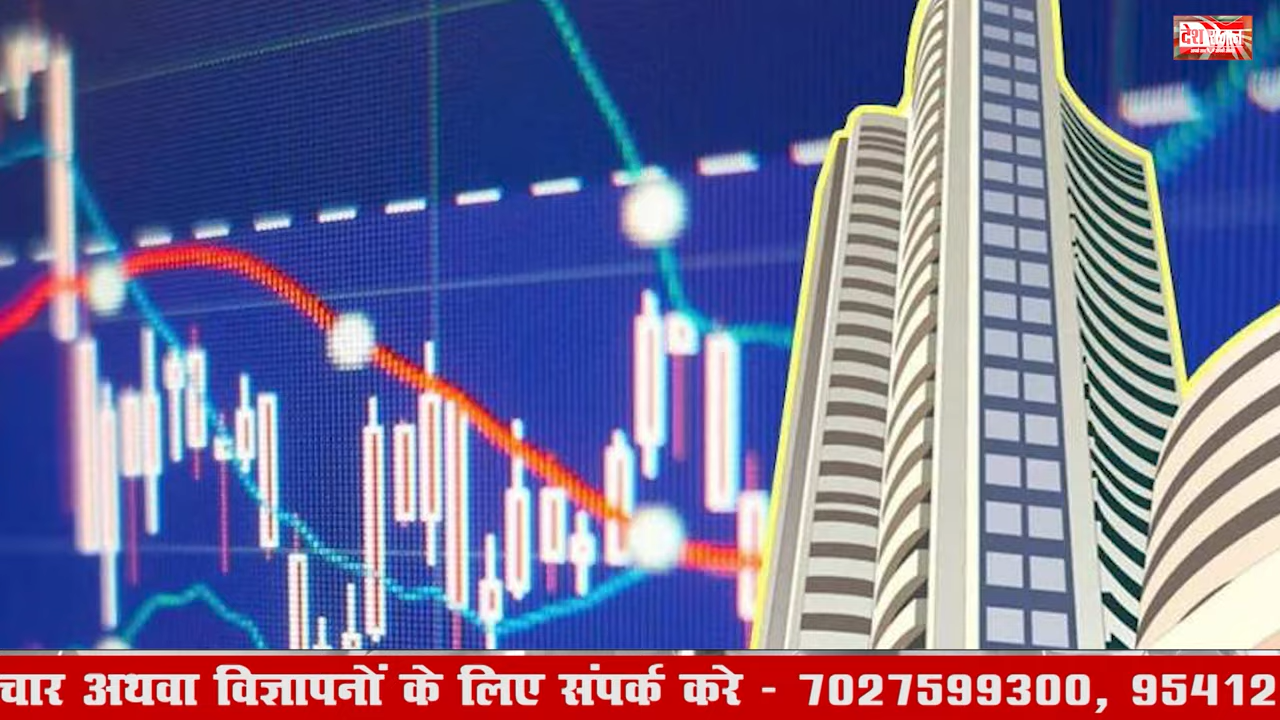 देश
चार अथवा विज्ञापनों के लिए संपर्क करे - 7027599300, 95412